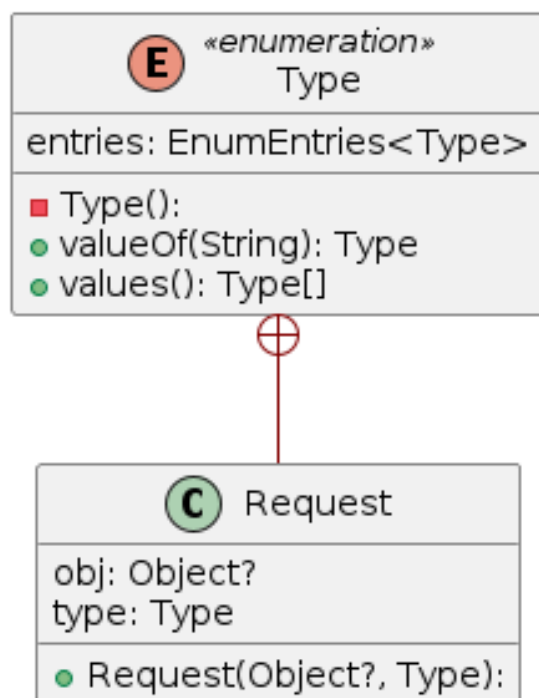 E «enumeration»
Type
entries: EnumEntries<Type>
Type():
valueOf(String): Type
values(): Type[]
C Request
obj: Object?
type: Type
Request(Object?, Type):